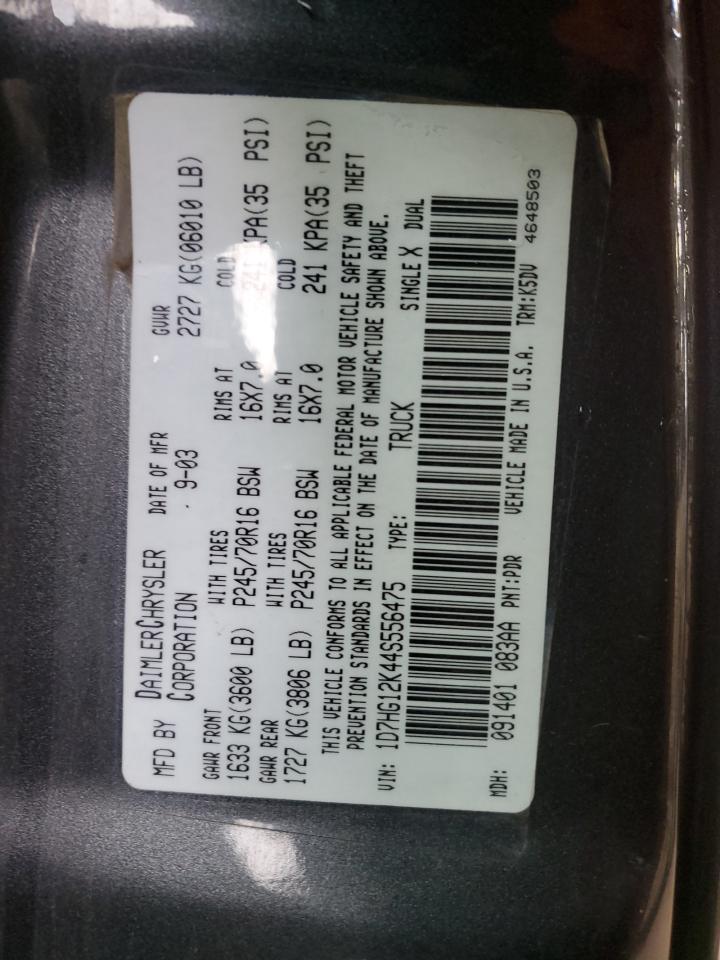 MFD BY DAIMLERCHRYSLER CORPORATION
DATE OF MFR 9-03
GVWR 2727 KG(06010 LB)
GAWR FRONT WITH TIRES RIMS AT COLD
1633 KG(3600 LB) P245/70R16 BSW 16X7.0 241 KPA(35 PSI)
GAWR REAR WITH TIRES RIMS AT COLD
1727 KG(3806 LB) P245/70R16 BSW 16X7.0 241 KPA(35 PSI)
THIS VEHICLE CONFORMS TO ALL APPLICABLE FEDERAL MOTOR VEHICLE SAFETY AND THEFT
PREVENTION STANDARDS IN EFFECT ON THE DATE OF MANUFACTURE SHOWN ABOVE.
VIN: 1D7HG12K44S556475 TYPE: TRUCK SINGLE X DUAL
MDH: 091401 083AA PNT:PDR VEHICLE MADE IN U.S.A. TRM:K5DV 4648503